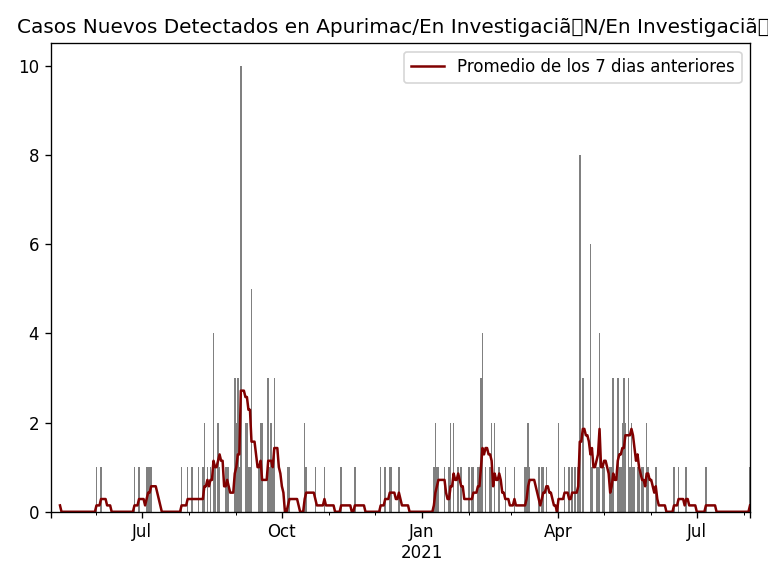 Casos Nuevos Detectados en Apurimac/En Investigaciã▯N/En Investigaciã▯
Promedio de los 7 dias anteriores
10
8
6
4
2
0
Jul Oct Jan Apr Jul
2021